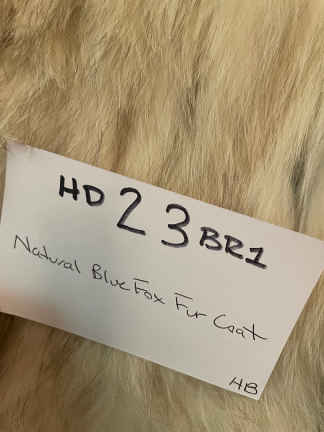 HD 23 BR1
Natural Blue Fox Fur Coat
HB